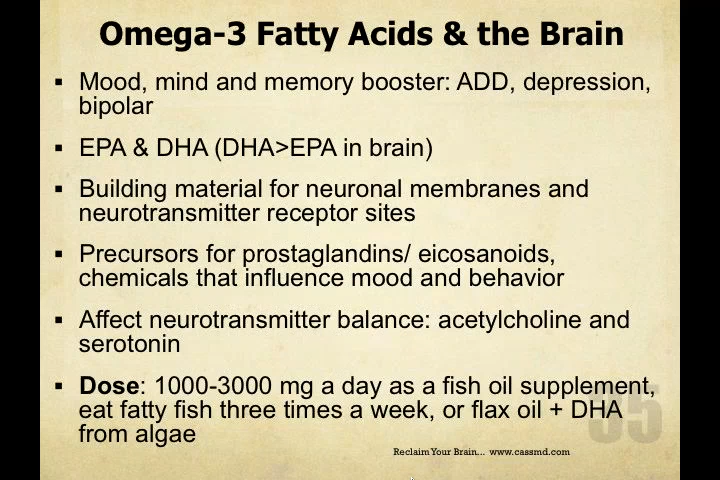 Omega-3 Fatty Acids & the Brain
▪ Mood, mind and memory booster: ADD, depression,
bipolar
▪ EPA & DHA (DHA>EPA in brain)
▪ Building material for neuronal membranes and
neurotransmitter receptor sites
▪ Precursors for prostaglandins/ eicosanoids,
chemicals that influence mood and behavior
▪ Affect neurotransmitter balance: acetylcholine and
serotonin
▪ Dose: 1000-3000 mg a day as a fish oil supplement,
eat fatty fish three times a week, or flax oil + DHA
from algae
35
Reclaim Your Brain... www.cassmd.com